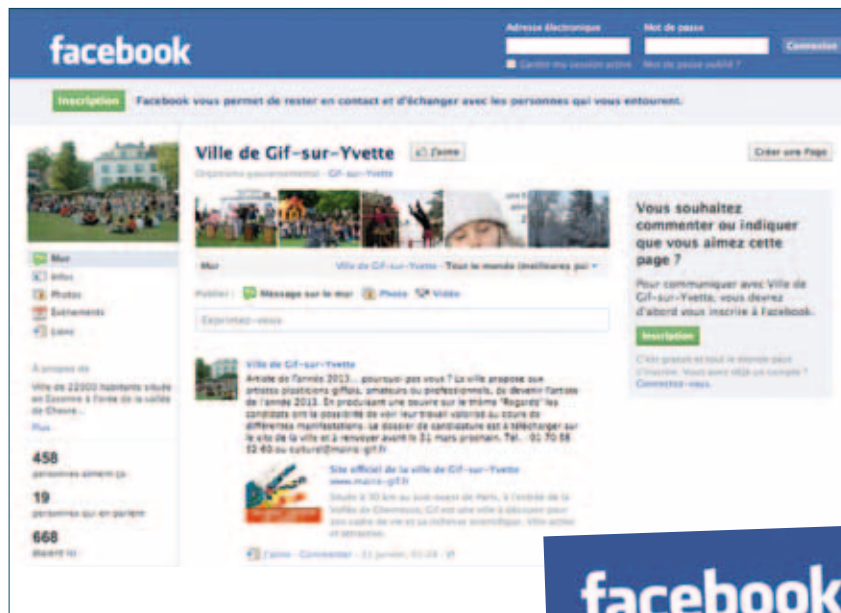 facebook
Adresse électronique
Mot de passe
Connexion
Garder ma session active
Mot de passe oublié ?
Inscription
Facebook vous permet de rester en contact et d'échanger avec les personnes qui vous entourent.
Ville de Gif-sur-Yvette
J'aime
Créer une Page
Organisme gouvernemental · Gif-sur-Yvette
Mur
Infos
Photos
Événements
Liens
À propos de
Ville de 22000 habitants située
en Essonne à l'orée de la vallée
de Chevre...
Plus
458
personnes aiment ça
19
personnes qui en parlent
668
étaient ici
Mur
Ville de Gif-sur-Yvette · Tout le monde (meilleures pui
Publier :
Message sur le mur
Photo
Vidéo
Exprimez-vous
Ville de Gif-sur-Yvette
Artiste de l'année 2013... pourquoi pas vous ? La ville propose aux
artistes plasticiens giffois, amateurs ou professionnels, de devenir l'artiste
de l'année 2013. En produisant une oeuvre sur le thème "Regards" les
candidats ont la possibilité de voir leur travail valorisé au cours de
différentes manifestations. Le dossier de candidature est à télécharger sur
le site de la ville et à renvoyer avant le 31 mars prochain. Tél. : 01 70 56
52 60 ou culturel@mairie-gif.fr
Site officiel de la ville de Gif-sur-Yvette
www.mairie-gif.fr
Située à 30 km au sud-ouest de Paris, à l'entrée de la
Vallée de Chevreuse, Gif est une ville à découvrir pour
son cadre de vie et sa richesse scientifique. Ville active
et attractive.
J'aime · Commenter · 21 janvier
Vous souhaitez
commenter ou indiquer
que vous aimez cette
page ?
Pour communiquer avec Ville de
Gif-sur-Yvette, vous devrez
d'abord vous inscrire à Facebook.
Inscription
C'est gratuit et tout le monde peut
s'inscrire. Vous avez déjà un compte ?
Connectez-vous.
facebook